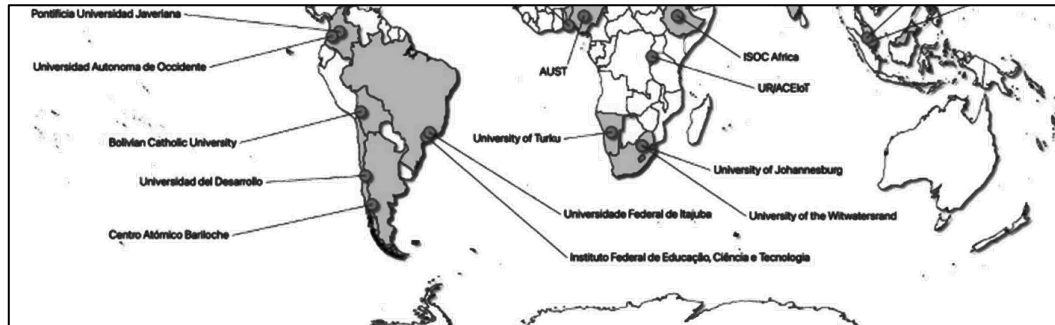 Pontificia Universidad Javeriana
Universidad Autonoma de Occidente
Bolivian Catholic University
Universidad del Desarrollo
Centro Atómico Bariloche
Universidade Federal de Itajuba
Instituto Federal de Educação, Ciência e Tecnologia
AUST
ISOC Africa
UR/ACEIoT
University of Turku
University of Johannesburg
University of the Witwatersrand